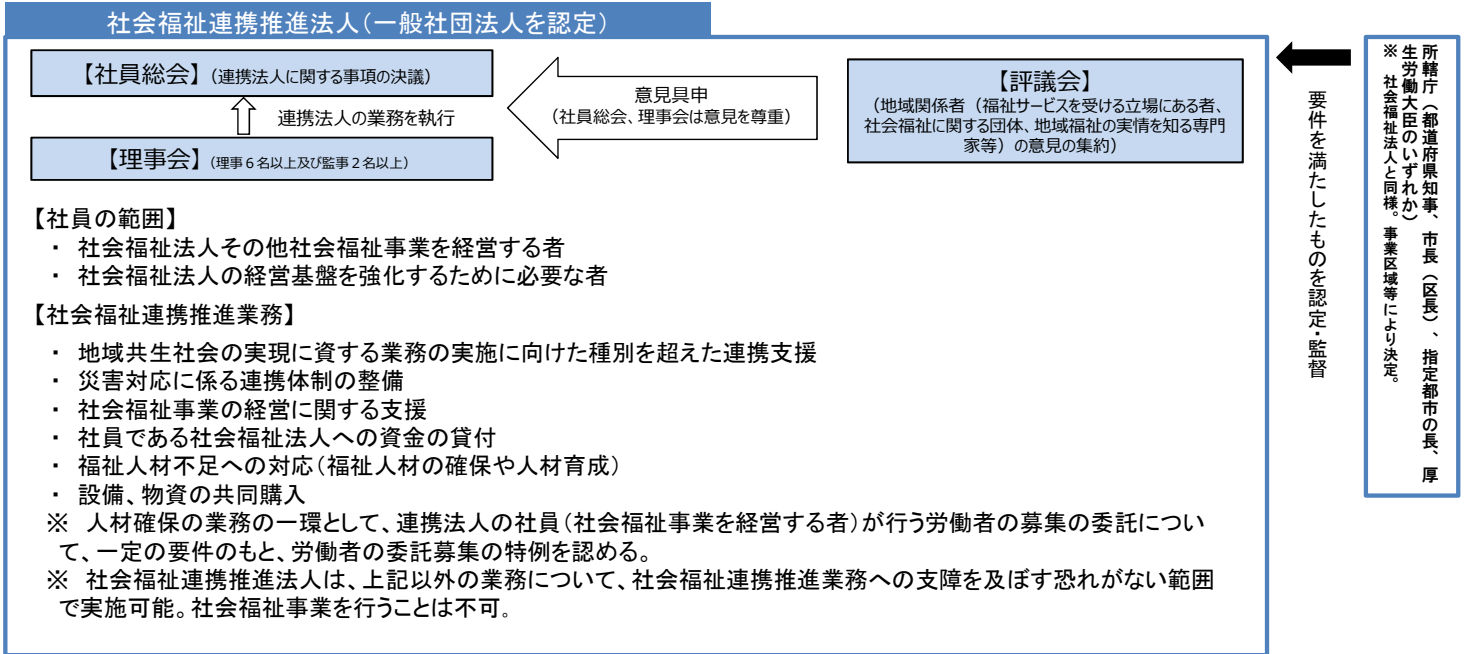 社会福祉連携推進法人(一般社団法人を認定)
【社員総会】(連携法人に関する事項の決議)
連携法人の業務を執行
【理事会】(理事6名以上及び監事2名以上)
意見具申
(社員総会、理事会は意見を尊重)
【評議会】
(地域関係者(福祉サービスを受ける立場にある者、
社会福祉に関する団体、地域福祉の実情を知る専門
家等)の意見の集約)
【社員の範囲】
・ 社会福祉法人その他社会福祉事業を経営する者
・ 社会福祉法人の経営基盤を強化するために必要な者
【社会福祉連携推進業務】
・ 地域共生社会の実現に資する業務の実施に向けた種別を超えた連携支援
・ 災害対応に係る連携体制の整備
・ 社会福祉事業の経営に関する支援
・ 社員である社会福祉法人への資金の貸付
・ 福祉人材不足への対応(福祉人材の確保や人材育成)
・ 設備、物資の共同購入
※ 人材確保の業務の一環として、連携法人の社員(社会福祉事業を経営する者)が行う労働者の募集の委託につい
て、一定の要件のもと、労働者の委託募集の特例を認める。
※ 社会福祉連携推進法人は、上記以外の業務について、社会福祉連携推進業務への支障を及ぼす恐れがない範囲
で実施可能。社会福祉事業を行うことは不可。
要件を満たしたものを認定・監督
所轄庁(都道府県知事、市長(区長)、指定都市の長、厚
生労働大臣のいずれか)
※ 社会福祉法人と同様。事業区域等により決定。